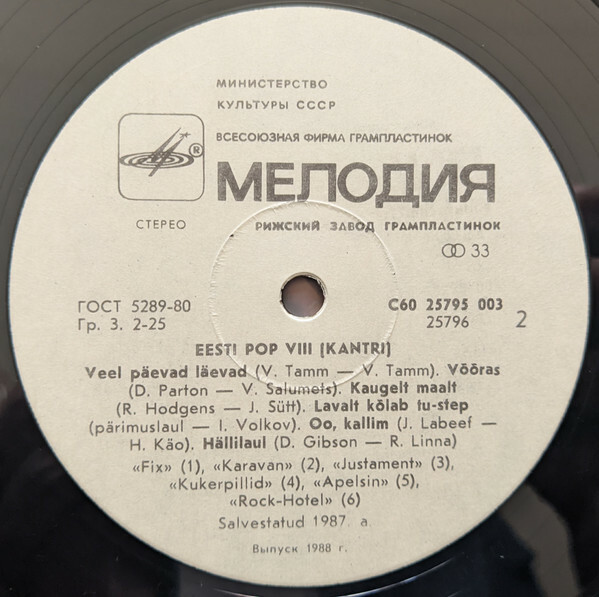 МИНИСТЕРСТВО
КУЛЬТУРЫ СССР
ВСЕСОЮЗНАЯ ФИРМА ГРАМПЛАСТИНОК
®
МЕЛОДИЯ
СТЕРЕО
РИЖСКИЙ ЗАВОД ГРАМПЛАСТИНОК
33
ГОСТ 5289-80
Гр. 3. 2-25
С60 25795 003
25796
2
EESTI POP VIII (KANTRI)
Veel päevad läevad (V. Tamm — V. Tamm). Võõras
(D. Parton — V. Salumets). Kaugelt maalt
(R. Hodgens — J. Sütt). Lavalt kõlab tu-step
(pärimuslaul — I. Volkov). Oo, kallim (J. Labeef —
H. Käo). Hällilaul (D. Gibson — R. Linna)
«Fix» (1), «Karavan» (2), «Justament» (3),
«Kukerpillid» (4), «Apelsin» (5),
«Rock-Hotel» (6)
Salvestatud 1987. a.
Выпуск 1988 г.